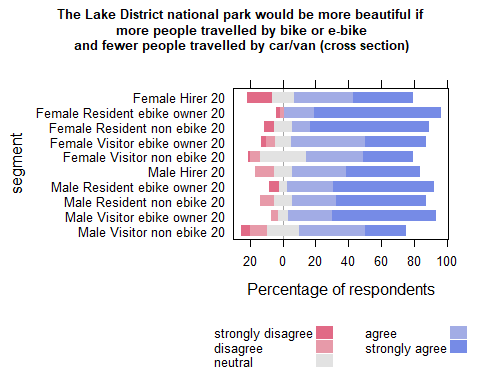 The Lake District national park would be more beautiful if
more people travelled by bike or e-bike
and fewer people travelled by car/van (cross section)
segment
Female Hirer 20
Female Resident ebike owner 20
Female Resident non ebike 20
Female Visitor ebike owner 20
Female Visitor non ebike 20
Male Hirer 20
Male Resident ebike owner 20
Male Resident non ebike 20
Male Visitor ebike owner 20
Male Visitor non ebike 20
20 0 20 40 60 80 100
Percentage of respondents
strongly disagree agree
disagree strongly agree
neutral